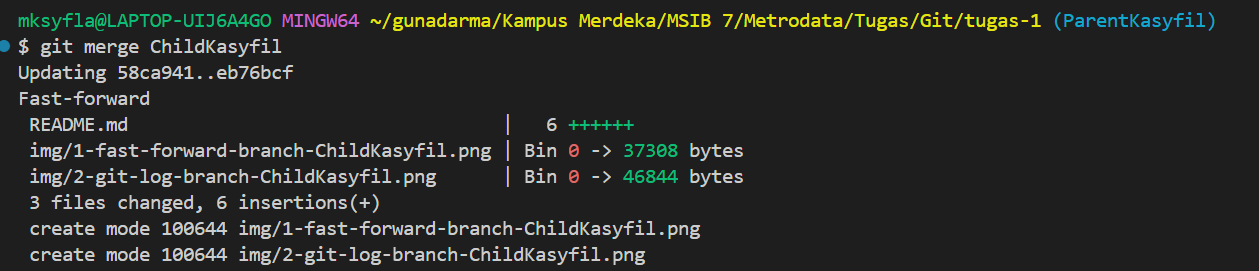 mksyfla@LAPTOP-UIJ6A4GO MINGW64 ~/gunadarma/Kampus Merdeka/MSIB 7/Metrodata/Tugas/Git/tugas-1 (ParentKasyfil)
$ git merge ChildKasyfil
Updating 58ca941..eb76bcf
Fast-forward
 README.md                                  |   6 ++++++
 img/1-fast-forward-branch-ChildKasyfil.png | Bin 0 -> 37308 bytes
 img/2-git-log-branch-ChildKasyfil.png      | Bin 0 -> 46844 bytes
 3 files changed, 6 insertions(+)
 create mode 100644 img/1-fast-forward-branch-ChildKasyfil.png
 create mode 100644 img/2-git-log-branch-ChildKasyfil.png